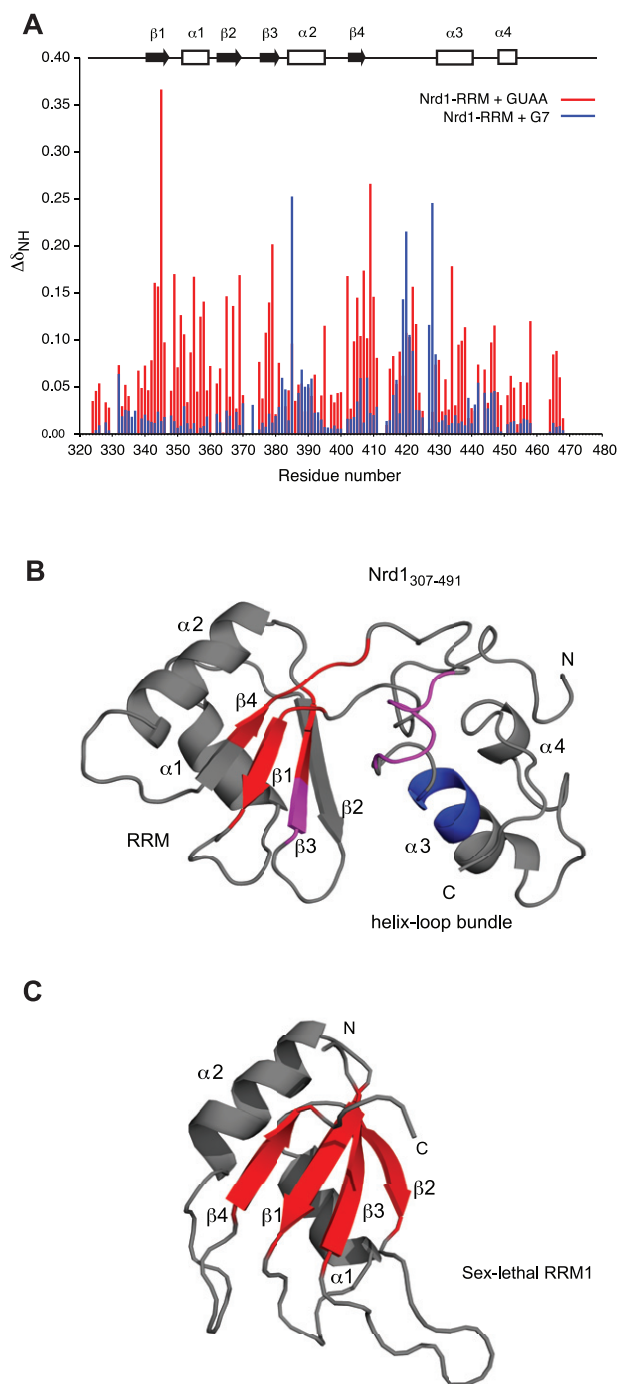 A
β1 α1 β2 β3 α2 β4 α3 α4
0.40
0.35
0.30
0.25
0.20
0.15
0.10
0.05
0.00
ΔδNH
Nrd1-RRM + GUAA
Nrd1-RRM + G7
320 330 340 350 360 370 380 390 400 410 420 430 440 450 460 470 480
Residue number
B
Nrd1307-491
α2
N
β4
α4
α1
β1
β2
RRM
β3
α3
C
helix-loop bundle
C
N
α2
C
β2
β4
β1
β3
α1
Sex-lethal RRM1